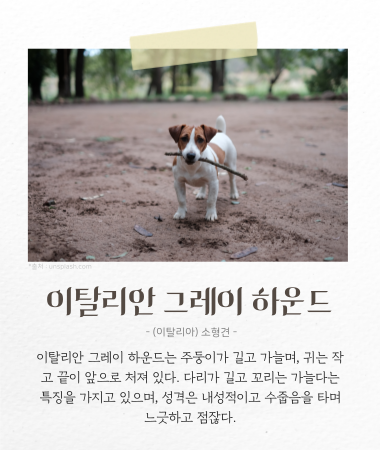 *출처 : unsplash.com
이탈리안 그레이 하운드
- (이탈리아) 소형견 -
이탈리안 그레이 하운드는 주둥이가 길고 가늘며, 귀는 작
고 끝이 앞으로 처져 있다. 다리가 길고 꼬리는 가늘다는
특징을 가지고 있으며, 성격은 내성적이고 수줍음을 타며
느긋하고 점잖다.